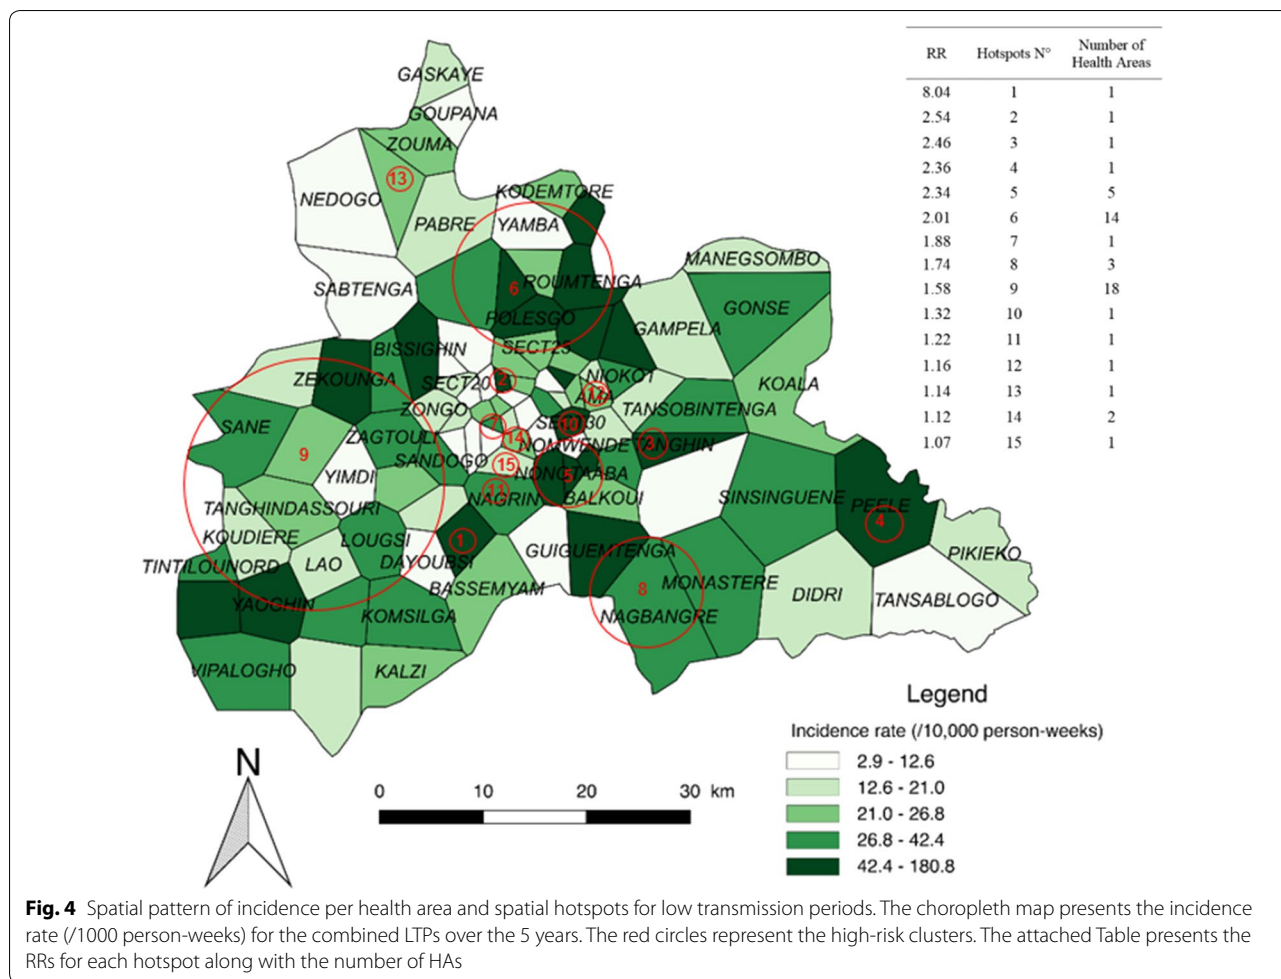 RR Hotspots N° Number of Health Areas
8.04 1 1
2.54 2 1
2.46 3 1
2.36 4 1
2.34 5 5
2.01 6 14
1.88 7 1
1.74 8 3
1.58 9 18
1.32 10 1
1.22 11 1
1.16 12 1
1.14 13 1
1.12 14 2
1.07 15 1
GASKAYE
GOUPANA
ZOUMA
13
NEDOGO
KODEMTORE
PABRE
YAMBA
MANEGSOMBO
SABTENGA
6
ROUMTENGA
GONSE
POLESGO
GAMPELA
BISSIGHIN
SECT23
ZEKOUNGA
SECT20
2
NIOKO1
KOALA
12
AMA
ZONGO
TANSOBINTENGA
SANE
7
10
30
ZAGTOULI
14
NOMWENDE
3
TANGHIN
9
SANDOGO
15
YIMDI
5
NAGRIN
11
BALKOUI
SINSINGUENE
PEELE
4
TANGHINDASSOURI
KOUDIERE
LOUGSI
1
GUIGUEMTENGA
PIKIEKO
TINTILOUNORD
LAO
DAYOUBSI
BASSEMYAM
8
MONASTERE
DIDRI
TANSABLOGO
YAOGHIN
KOMSILGA
NAGBANGRE
VIPALOGHO
KALZI
Legend
Incidence rate (/10,000 person-weeks)
2.9 - 12.6
12.6 - 21.0
21.0 - 26.8
26.8 - 42.4
42.4 - 180.8
N
0 10 20 30 km
Fig. 4 Spatial pattern of incidence per health area and spatial hotspots for low transmission periods. The choropleth map presents the incidence
rate (/1000 person-weeks) for the combined LTPs over the 5 years. The red circles represent the high-risk clusters. The attached Table presents the
RRs for each hotspot along with the number of HAs